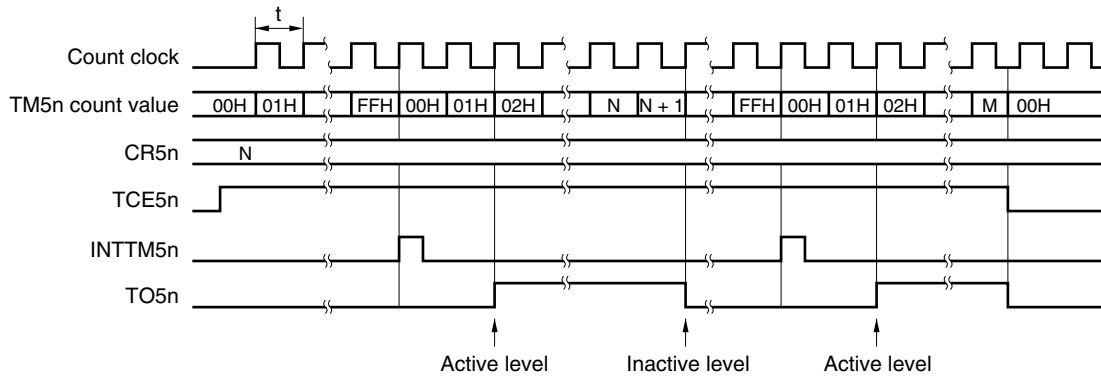 t
Count clock
TM5n count value 00H 01H FFH 00H 01H 02H N N + 1 FFH 00H 01H 02H M 00H
CR5n N
TCE5n
INTTM5n
TO5n
Active level Inactive level Active level